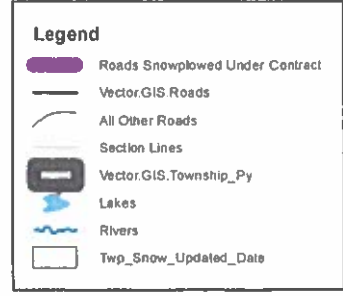 Legend
Roads Snowplowed Under Contract
Vector.GIS.Roads
All Other Roads
Section Lines
Vector.GIS.Township_Py
Lakes
Rivers
Twp_Snow_Updated_Date